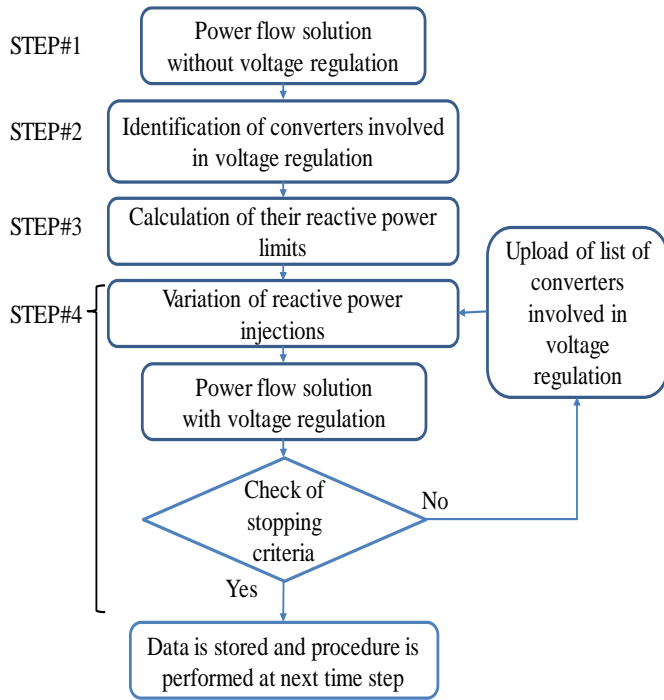 STEP#1
Power flow solution
without voltage regulation
STEP#2
Identification of converters involved
in voltage regulation
STEP#3
Calculation of their reactive power
limits
STEP#4
Variation of reactive power
injections
Upload of list of
converters
involved in
voltage
regulation
Power flow solution
with voltage regulation
Check of
stopping
criteria
No
Yes
Data is stored and procedure is
performed at next time step